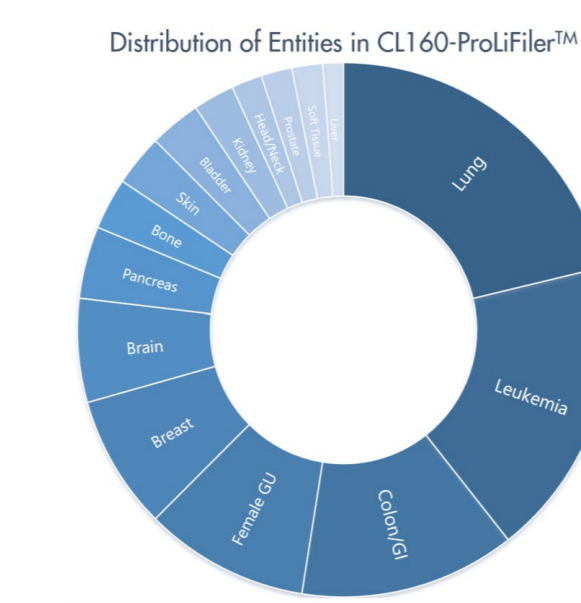 Distribution of Entities in CL160-ProLiFiler™
Lung
Leukemia
Colon/GI
Female GU
Breast
Brain
Pancreas
Bone
Skin
Bladder
Kidney
Head/Neck
Prostate
Soft Tissue
Liver